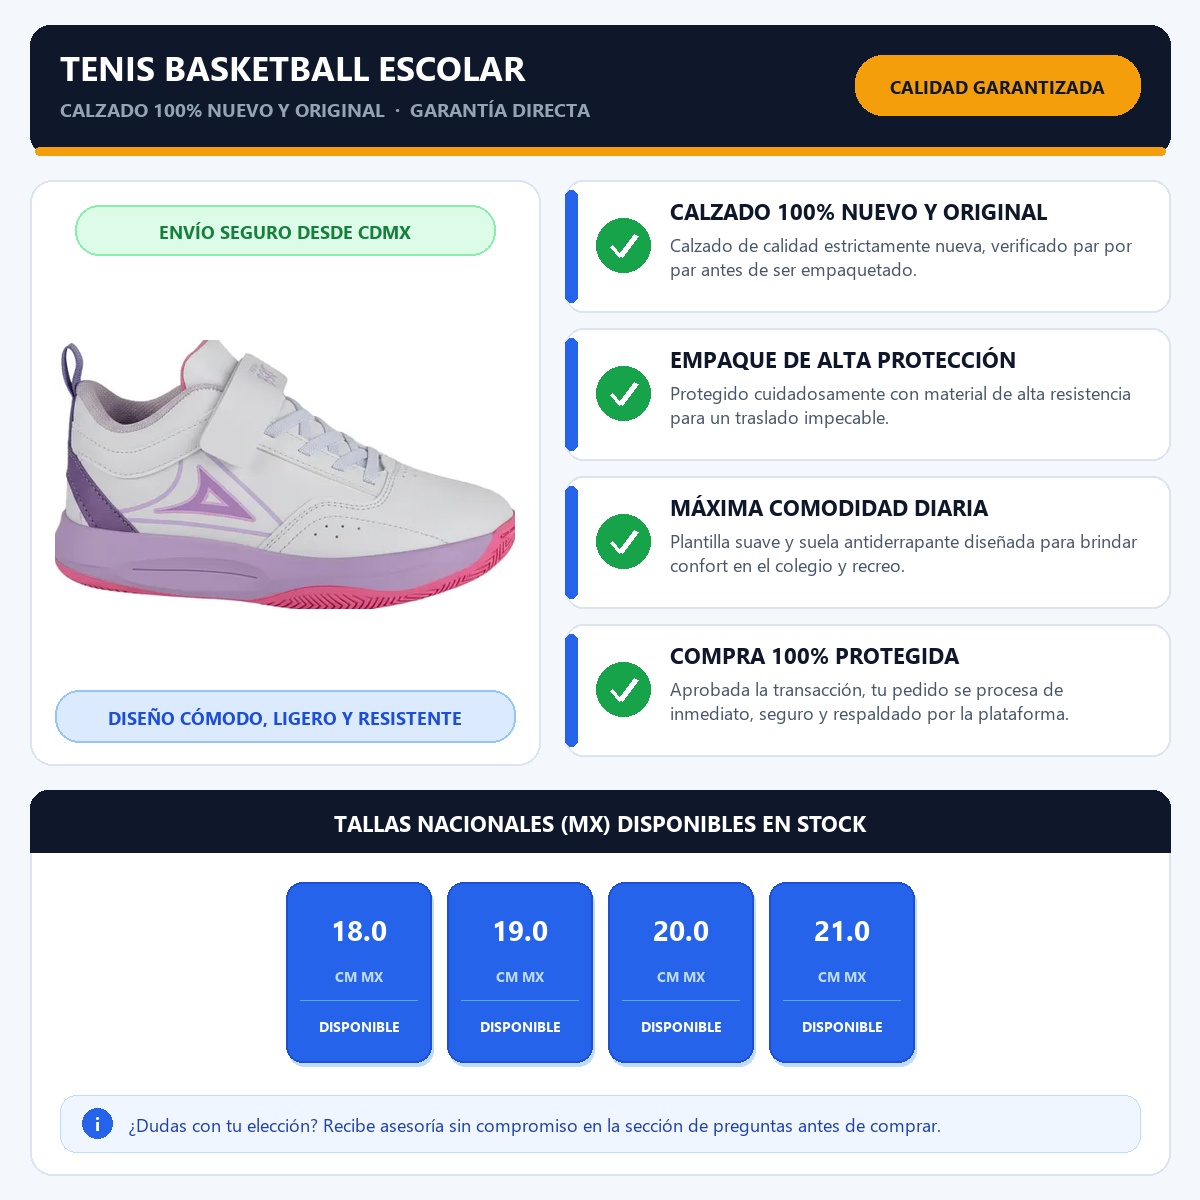 TENIS BASKETBALL ESCOLAR
CALZADO 100% NUEVO Y ORIGINAL · GARANTÍA DIRECTA
CALIDAD GARANTIZADA
ENVÍO SEGURO DESDE CDMX
DISEÑO CÓMODO, LIGERO Y RESISTENTE
CALZADO 100% NUEVO Y ORIGINAL
Calzado de calidad estrictamente nueva, verificado par por
par antes de ser empaquetado.
EMPAQUE DE ALTA PROTECCIÓN
Protegido cuidadosamente con material de alta resistencia
para un traslado impecable.
MÁXIMA COMODIDAD DIARIA
Plantilla suave y suela antiderrapante diseñada para brindar
confort en el colegio y recreo.
COMPRA 100% PROTEGIDA
Aprobada la transacción, tu pedido se procesa de
inmediato, seguro y respaldado por la plataforma.
TALLAS NACIONALES (MX) DISPONIBLES EN STOCK
18.0
CM MX
DISPONIBLE
19.0
CM MX
DISPONIBLE
20.0
CM MX
DISPONIBLE
21.0
CM MX
DISPONIBLE
¿Dudas con tu elección? Recibe asesoría sin compromiso en la sección de preguntas antes de comprar.